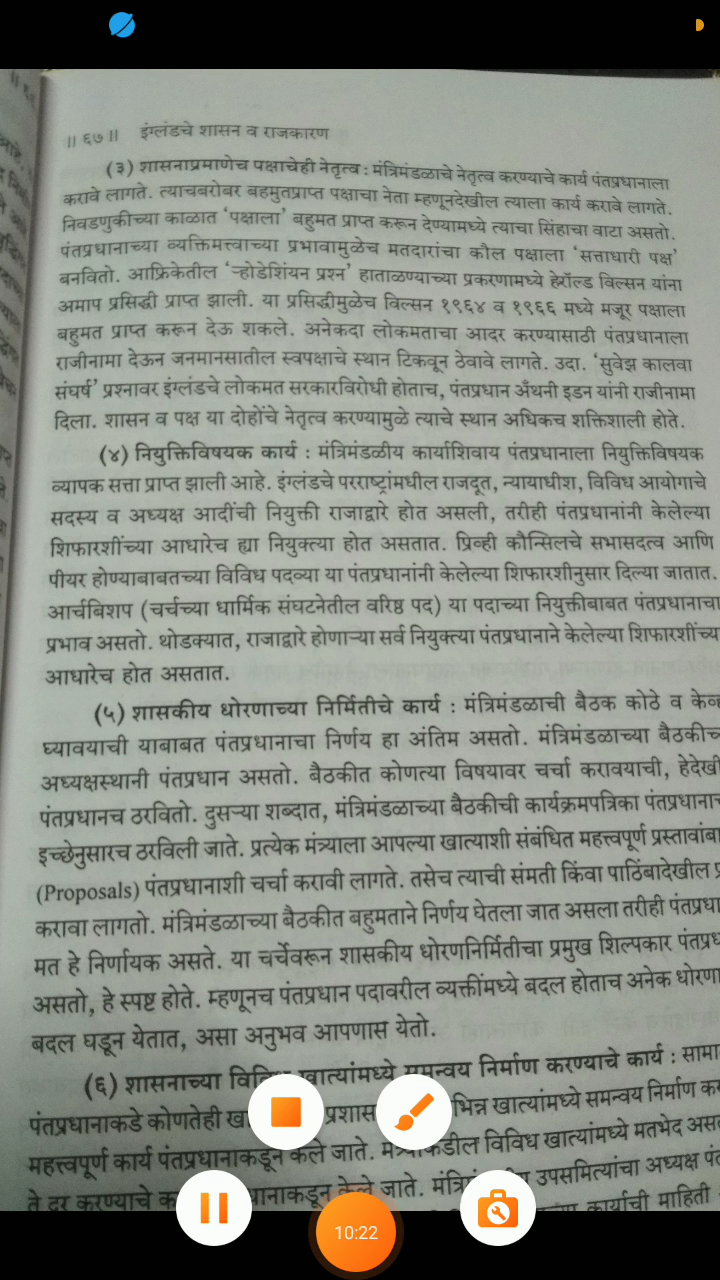 ॥ ६७ ॥ इंग्लंडचे शासन व राजकारण
(३) शासनाप्रमाणेच पक्षाचेही नेतृत्व : मंत्रिमंडळाचे नेतृत्व करण्याचे कार्य पंतप्रधानाला
करावे लागते. त्याचबरोबर बहुमतप्राप्त पक्षाचा नेता म्हणूनदेखील त्याला कार्य करावे लागते.
निवडणुकीच्या काळात 'पक्षाला' बहुमत प्राप्त करून देण्यामध्ये त्याचा सिंहाचा वाटा असतो.
पंतप्रधानाच्या व्यक्तिमत्त्वाच्या प्रभावामुळेच मतदारांचा कौल पक्षाला 'सत्ताधारी पक्ष'
बनवितो. आफ्रिकेतील 'ऱ्होडेशियन प्रश्न' हाताळण्याच्या प्रकरणामध्ये हेरॉल्ड विल्सन यांना
अमाप प्रसिद्धी प्राप्त झाली. या प्रसिद्धीमुळेच विल्सन १९६४ व १९६६ मध्ये मजूर पक्षाला
बहुमत प्राप्त करून देऊ शकले. अनेकदा लोकमताचा आदर करण्यासाठी पंतप्रधानाला
राजीनामा देऊन जनमानसातील स्वपक्षाचे स्थान टिकवून ठेवावे लागते. उदा. 'सुवेझ कालवा
संघर्ष' प्रश्नावर इंग्लंडचे लोकमत सरकारविरोधी होताच, पंतप्रधान अँथनी इडन यांनी राजीनामा
दिला. शासन व पक्ष या दोहोंचे नेतृत्व करण्यामुळे त्याचे स्थान अधिकच शक्तिशाली होते.
(४) नियुक्तिविषयक कार्य : मंत्रिमंडळीय कार्याशिवाय पंतप्रधानाला नियुक्तिविषयक
व्यापक सत्ता प्राप्त झाली आहे. इंग्लंडचे परराष्ट्रांमधील राजदूत, न्यायाधीश, विविध आयोगाचे
सदस्य व अध्यक्ष आदींची नियुक्ती राजाद्वारे होत असली, तरीही पंतप्रधानांनी केलेल्या
शिफारशींच्या आधारेच ह्या नियुक्त्या होत असतात. प्रिव्ही कौन्सिलचे सभासदत्व आणि
पीयर होण्याबाबतच्या विविध पदव्या या पंतप्रधानांनी केलेल्या शिफारशीनुसार दिल्या जातात.
आर्चबिशप (चर्चच्या धार्मिक संघटनेतील वरिष्ठ पद) या पदाच्या नियुक्तीबाबत पंतप्रधानाचा
प्रभाव असतो. थोडक्यात, राजाद्वारे होणाऱ्या सर्व नियुक्त्या पंतप्रधानाने केलेल्या शिफारशींच्या
आधारेच होत असतात.
(५) शासकीय धोरणाच्या निर्मितीचे कार्य : मंत्रिमंडळाची बैठक कोठे व केव्हा
घ्यावयाची याबाबत पंतप्रधानाचा निर्णय हा अंतिम असतो. मंत्रिमंडळाच्या
अध्यक्षस्थानी पंतप्रधान असतो. बैठकीत कोणत्या विषयावर चर्चा करावयाची,
पंतप्रधानच ठरवितो. दुसऱ्या शब्दात, मंत्रिमंडळाच्या बैठकीची कार्यक्रमपत्रिका
इच्छेनुसारच ठरविली जाते. प्रत्येक मंत्र्याला आपल्या खात्याशी संबंधित महत्त्वपूर्ण
(Proposals) पंतप्रधानाशी चर्चा करावी लागते. तसेच त्याची संमती किंवा पाठिंबादेखील
करावा लागतो. मंत्रिमंडळाच्या बैठकीत बहुमताने निर्णय घेतला जात असला तरीही
मत हे निर्णायक असते. या चर्चेवरून शासकीय धोरणनिर्मितीचा प्रमुख शिल्पकार
असतो, हे स्पष्ट होते. म्हणूनच पंतप्रधान पदावरील व्यक्तींमध्ये बदल होताच अनेक
बदल घडून येतात, असा अनुभव आपणास येतो.
(६) शासनाच्या विविध खात्यांमध्ये समन्वय निर्माण करण्याचे कार्य :
पंतप्रधानाकडे कोणतेही खात्यांमध्ये समन्वय निर्माण
महत्त्वपूर्ण कार्य पंतप्रधानाकडून केले जाते. विविध खात्यांमध्ये मतभेद
ते दूर करण्याचे केले जाते. उपसमित्यांचा अध्यक्ष
कार्याची माहिती
10:22